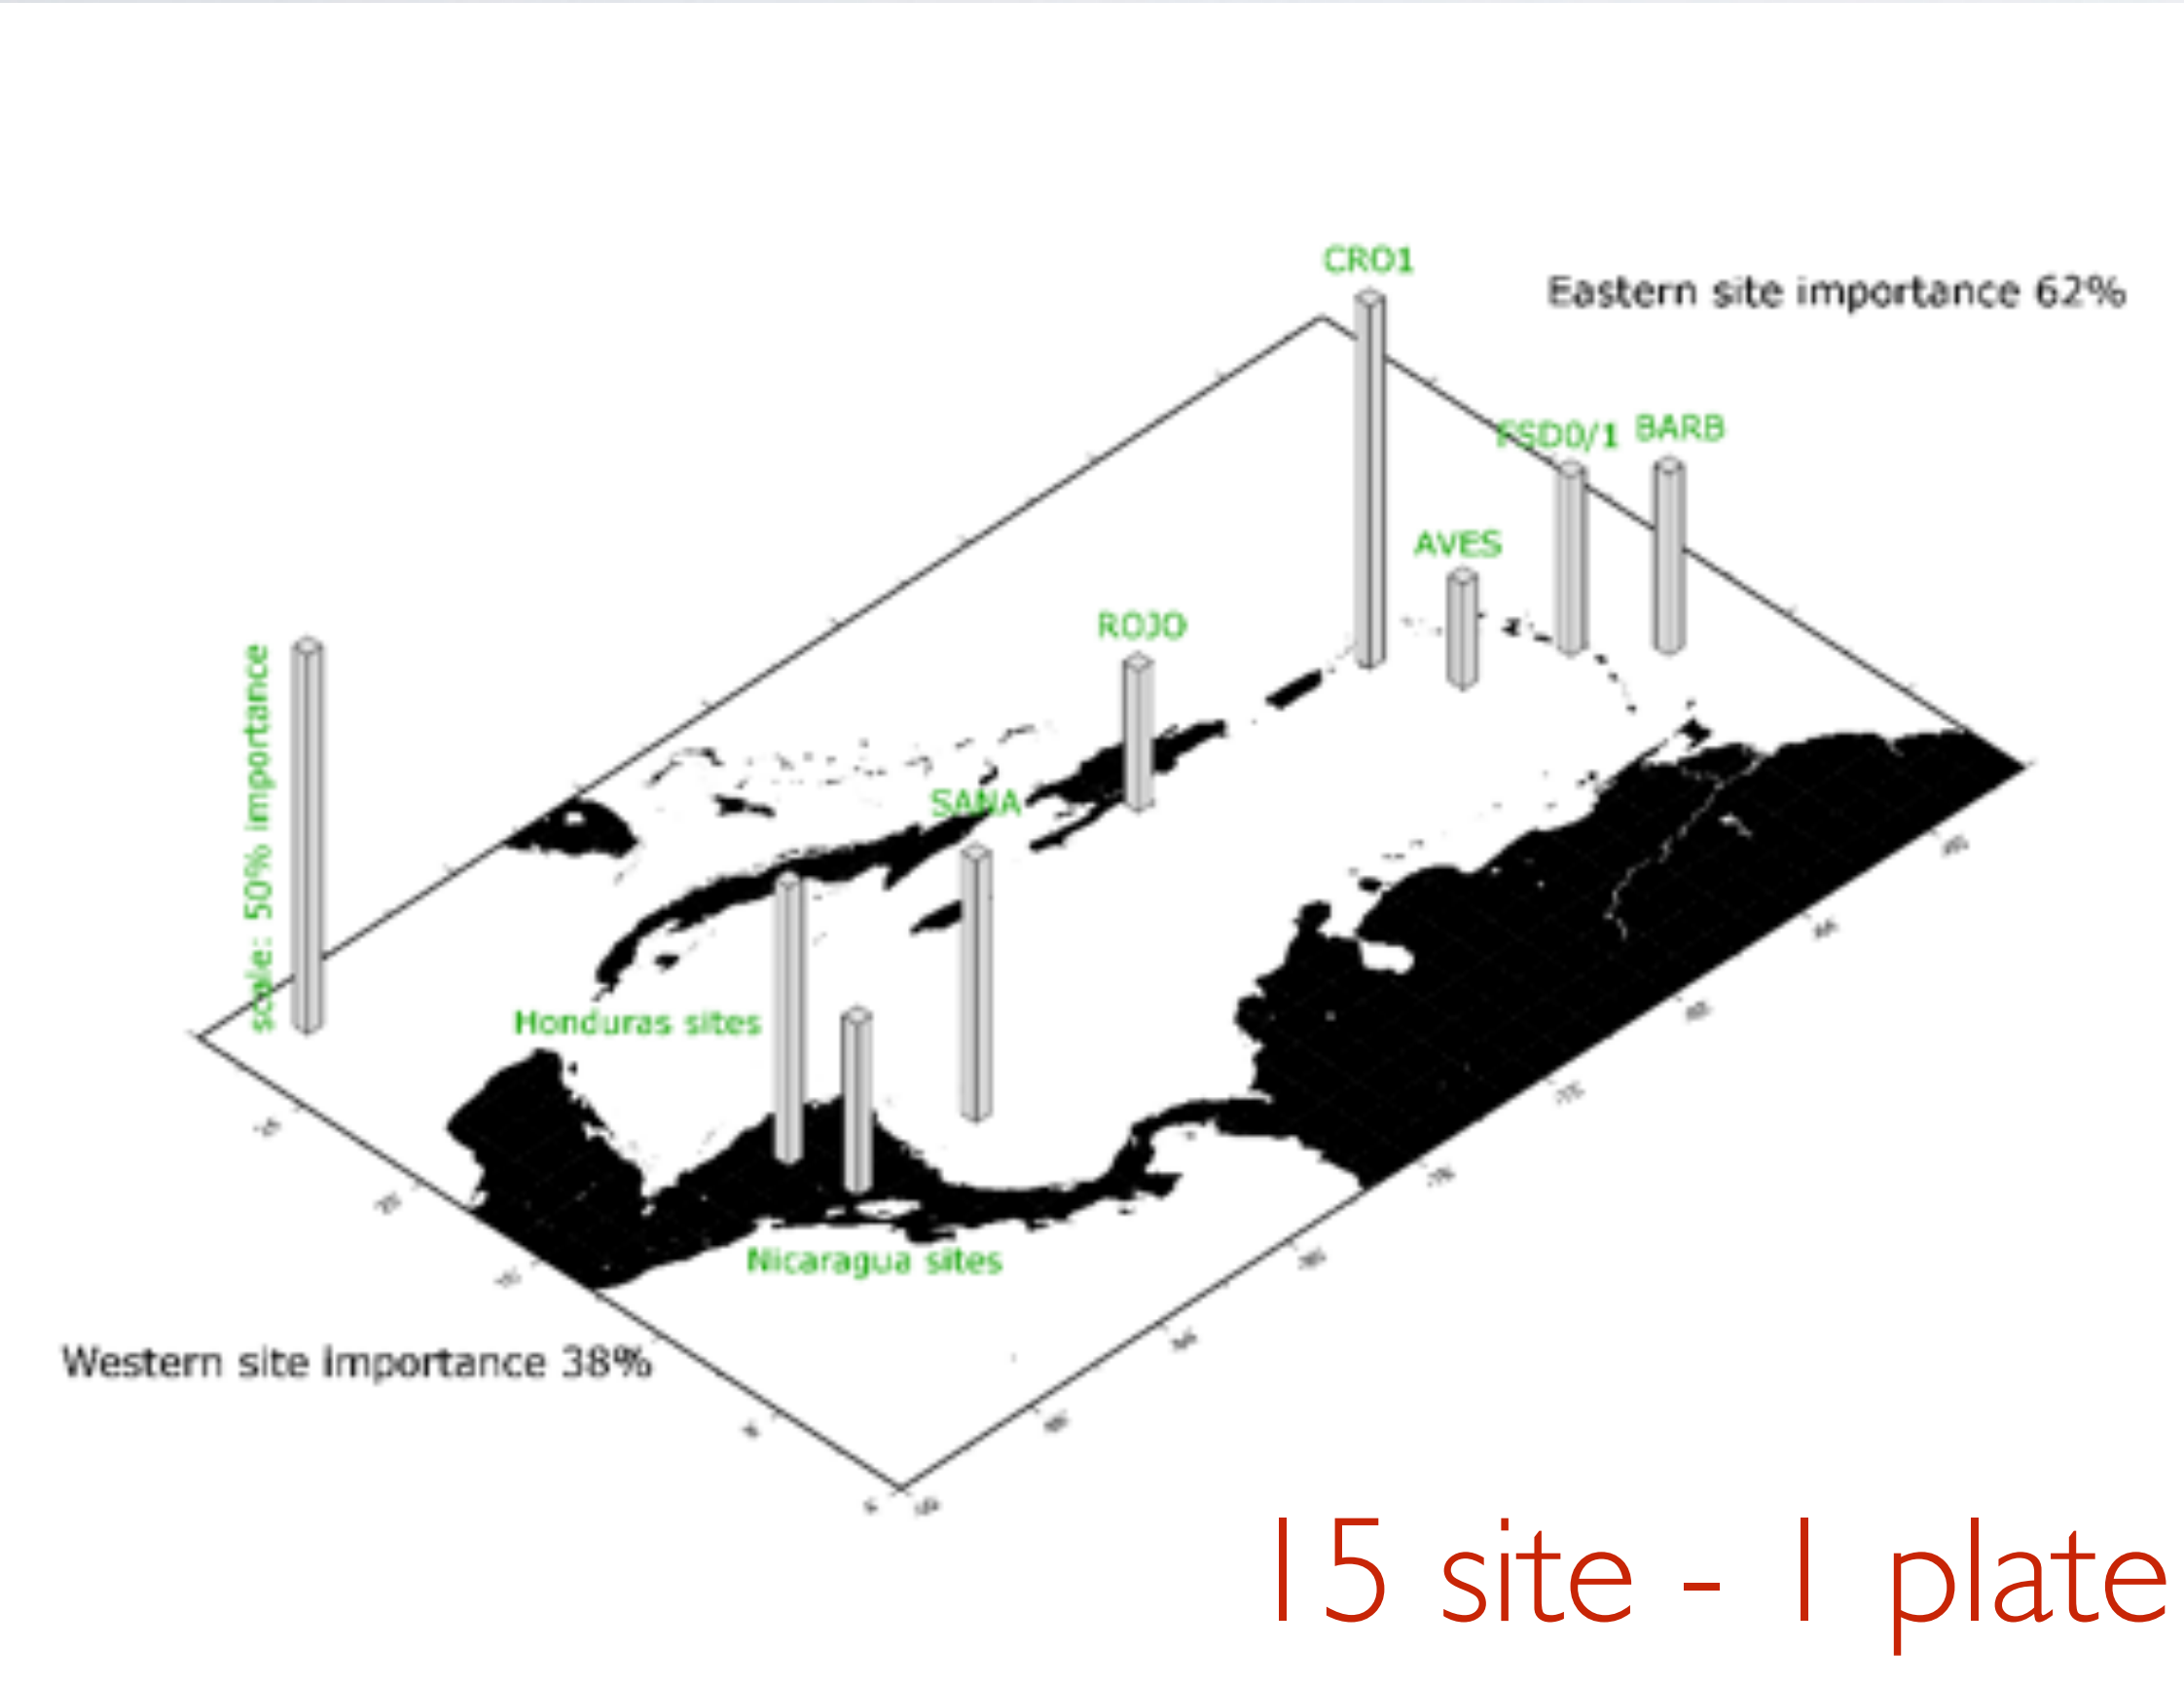 CRO1
Eastern site importance 62%
FSD0/1
BARB
AVES
ROJO
scale: 50% importance
SANA
Honduras sites
Nicaragua sites
Western site importance 38%
15 site - 1 plate